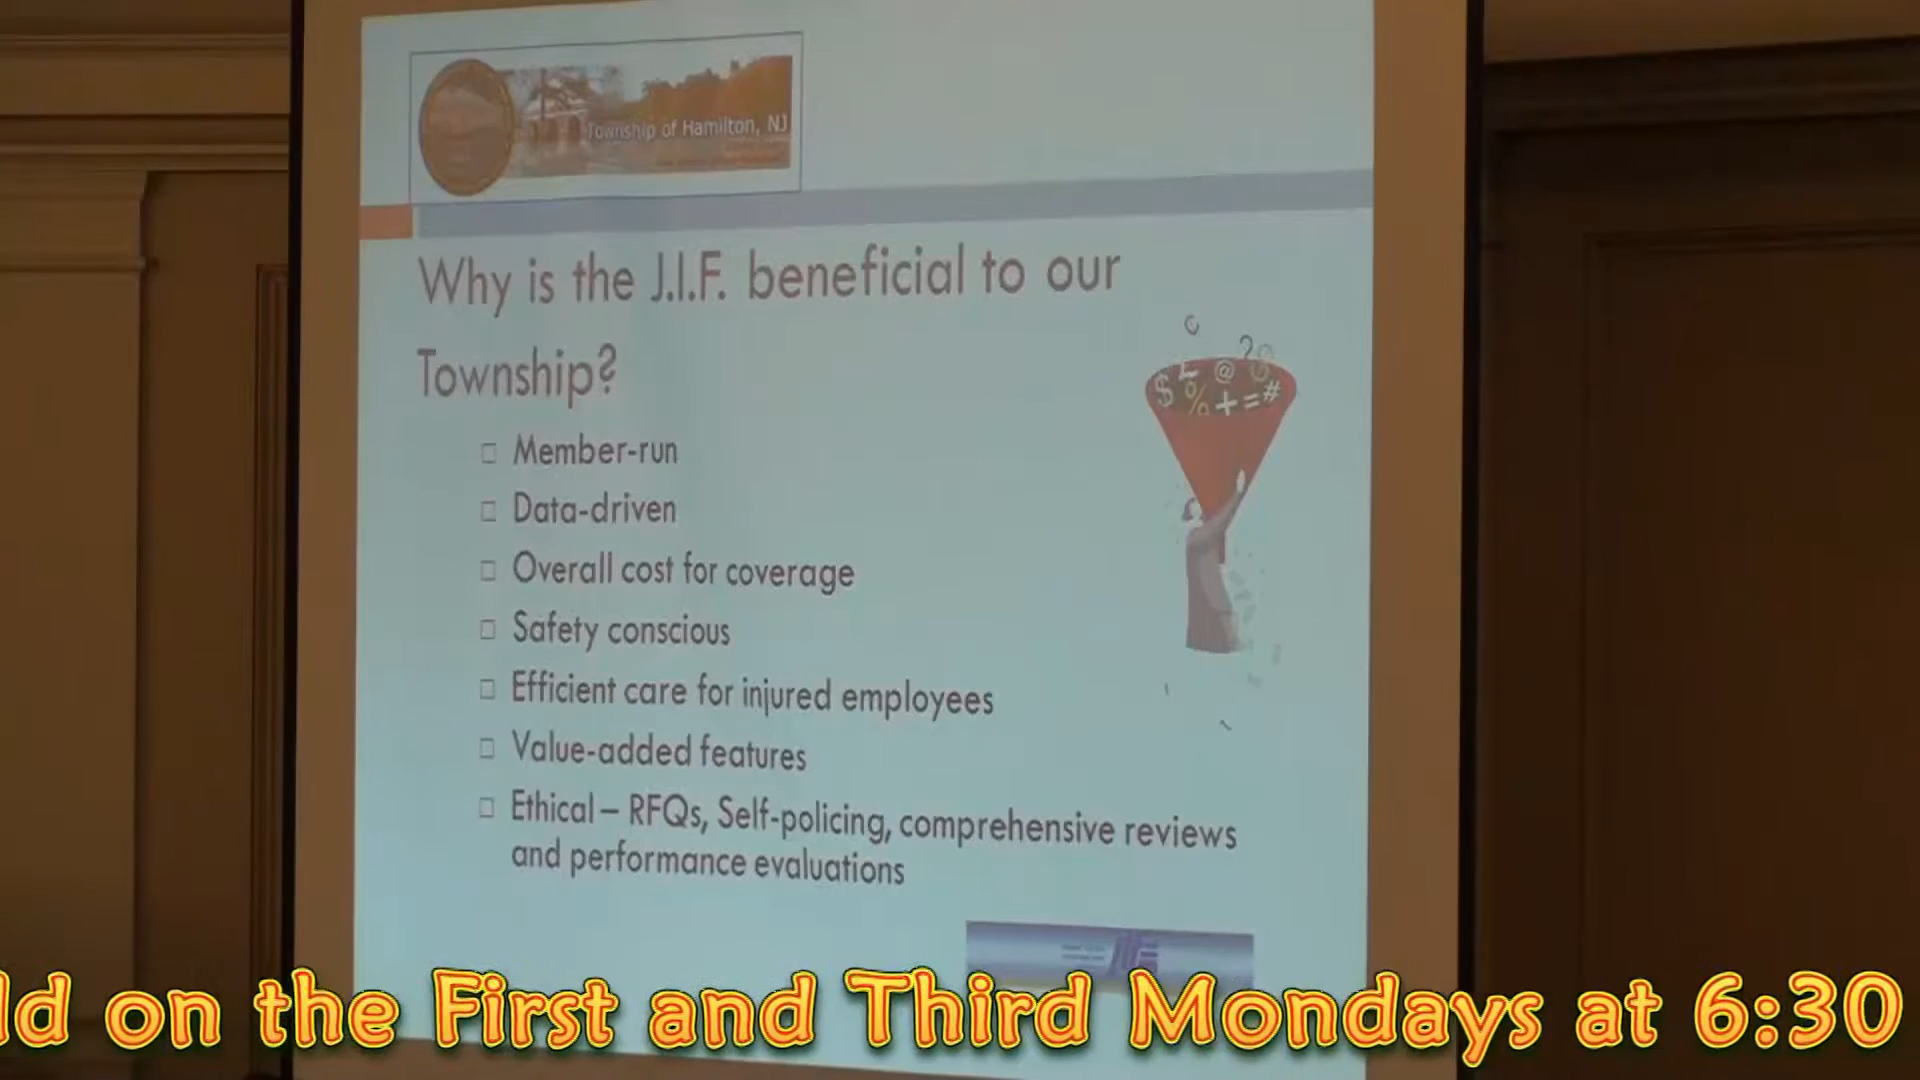 Township of Hamilton, NJ
Why is the J.I.F. beneficial to our
Township?
Member-run
Data-driven
Overall cost for coverage
Safety conscious
Efficient care for injured employees
Value-added features
Ethical – RFQs, Self-policing, comprehensive reviews
and performance evaluations
ld on the First and Third Mondays at 6:30